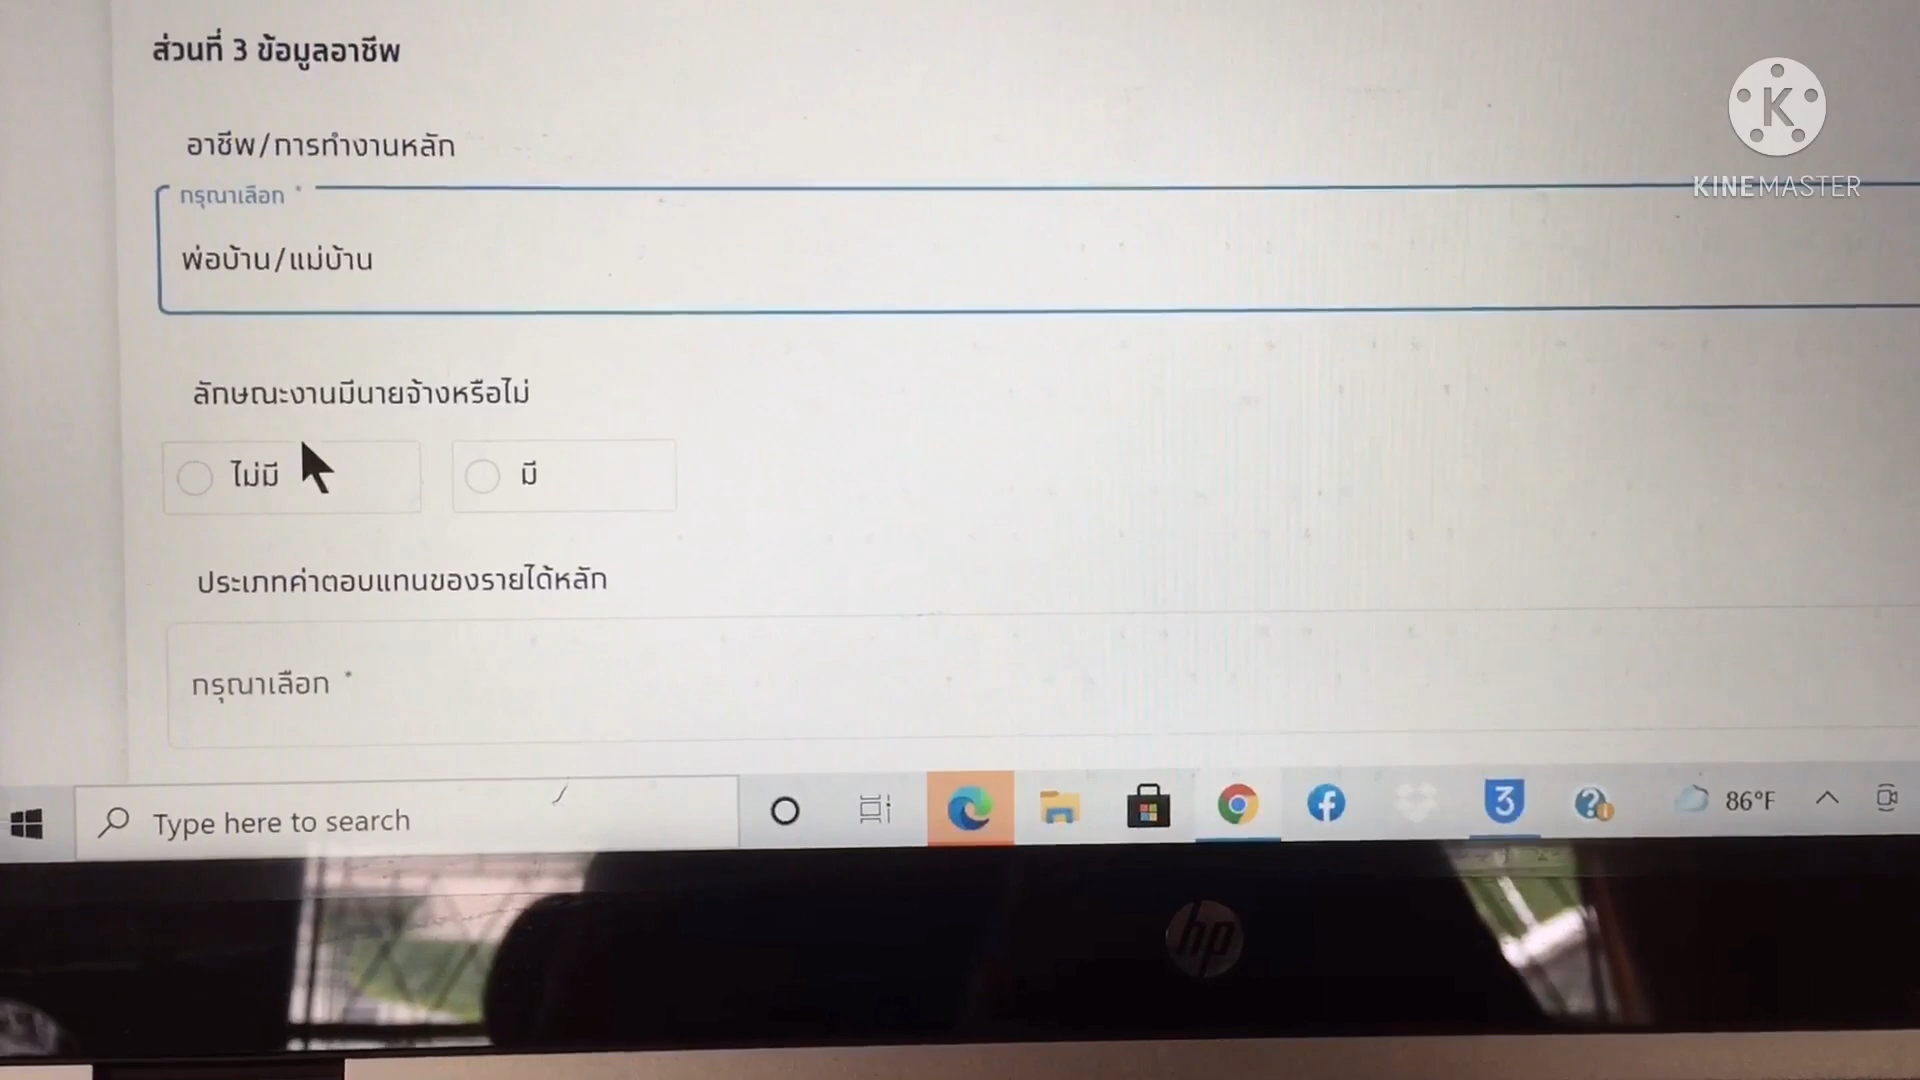 ส่วนที่ 3 ข้อมูลอาชีพ
อาชีพ/การทำงานหลัก
กรุณาเลือก *
พ่อบ้าน/แม่บ้าน
ลักษณะงานมีนายจ้างหรือไม่
ไม่มี
มี
ประเภทค่าตอบแทนของรายได้หลัก
กรุณาเลือก *
Type here to search
3
86°F
hp
K
KINEMASTER